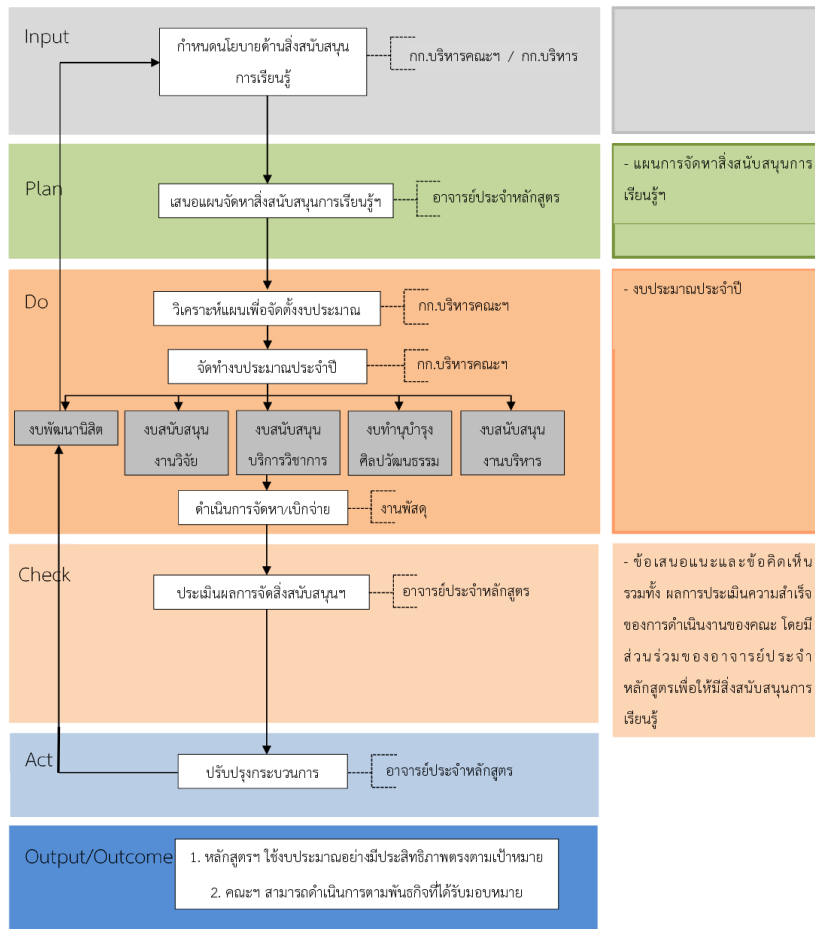 Input
กำหนดนโยบายด้านสิ่งสนับสนุน
การเรียนรู้
กก.บริหารคณะฯ / กก.บริหาร
Plan
เสนอแผนจัดหาสิ่งสนับสนุนการเรียนรู้ฯ
อาจารย์ประจำหลักสูตร
- แผนการจัดหาสิ่งสนับสนุนการ
เรียนรู้ฯ
Do
วิเคราะห์แผนเพื่อจัดตั้งงบประมาณ
กก.บริหารคณะฯ
- งบประมาณประจำปี
จัดทำงบประมาณประจำปี
กก.บริหารคณะฯ
งบพัฒนานิสิต
งบสนับสนุน
งานวิจัย
งบสนับสนุน
บริการวิชาการ
งบทำนุบำรุง
ศิลปวัฒนธรรม
งบสนับสนุน
งานบริหาร
ดำเนินการจัดหา/เบิกจ่าย
งานพัสดุ
Check
ประเมินผลการจัดสิ่งสนับสนุนฯ
อาจารย์ประจำหลักสูตร
- ข้อเสนอแนะและข้อคิดเห็น
รวมทั้ง ผลการประเมินความสำเร็จ
ของการดำเนินงานของคณะ โดยมี
ส่วนร่วมของอาจารย์ประจำ
หลักสูตรเพื่อให้มีสิ่งสนับสนุนการ
เรียนรู้
Act
ปรับปรุงกระบวนการ
อาจารย์ประจำหลักสูตร
Output/Outcome
1. หลักสูตรฯ ใช้งบประมาณอย่างมีประสิทธิภาพตรงตามเป้าหมาย
2. คณะฯ สามารถดำเนินการตามพันธกิจที่ได้รับมอบหมาย